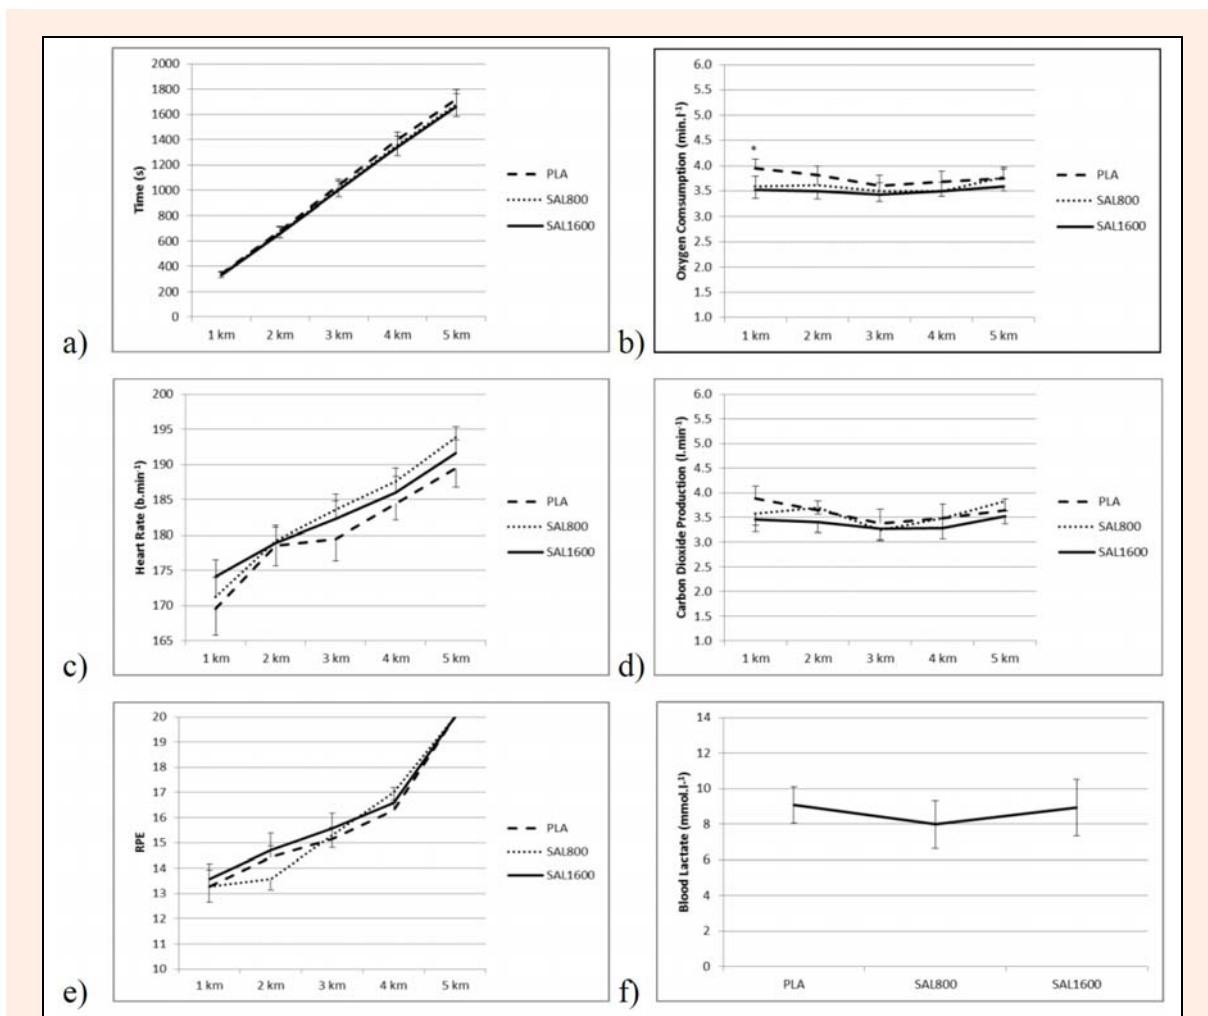 2000
1800
1600
1400
1200
1000
800
600
400
200
0
Time (s)
1 km 2 km 3 km 4 km 5 km
PLA
SAL800
SAL1600
a)
6.0
5.5
5.0
4.5
4.0
3.5
3.0
2.5
2.0
1.5
1.0
Oxygen Comsumption (min.l⁻¹)
*
1 km 2 km 3 km 4 km 5 km
PLA
SAL800
SAL1600
b)
200
195
190
185
180
175
170
165
Heart Rate (b.min⁻¹)
1 km 2 km 3 km 4 km 5 km
PLA
SAL800
SAL1600
c)
6.0
5.5
5.0
4.5
4.0
3.5
3.0
2.5
2.0
1.5
1.0
Carbon Dioxide Production (l.min⁻¹)
1 km 2 km 3 km 4 km 5 km
PLA
SAL800
SAL1600
d)
20
19
18
17
16
15
14
13
12
11
10
RPE
1 km 2 km 3 km 4 km 5 km
PLA
SAL800
SAL1600
e)
14
12
10
8
6
4
2
0
Blood Lactate (mmol.l⁻¹)
PLA SAL800 SAL1600
f)